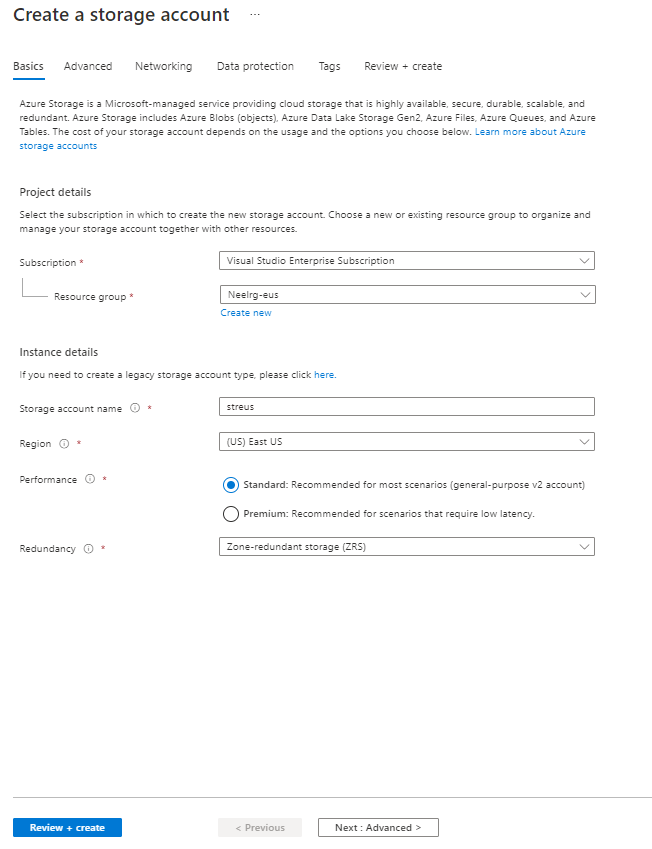 Create a storage account ...
Basics Advanced Networking Data protection Tags Review + create
Azure Storage is a Microsoft-managed service providing cloud storage that is highly available, secure, durable, scalable, and
redundant. Azure Storage includes Azure Blobs (objects), Azure Data Lake Storage Gen2, Azure Files, Azure Queues, and Azure
Tables. The cost of your storage account depends on the usage and the options you choose below. Learn more about Azure
storage accounts
Project details
Select the subscription in which to create the new storage account. Choose a new or existing resource group to organize and
manage your storage account together with other resources.
Subscription * Visual Studio Enterprise Subscription
Resource group * Neelrg-eus
Create new
Instance details
If you need to create a legacy storage account type, please click here.
Storage account name * streus
Region * (US) East US
Performance *
Standard: Recommended for most scenarios (general-purpose v2 account)
Premium: Recommended for scenarios that require low latency.
Redundancy * Zone-redundant storage (ZRS)
Review + create < Previous Next : Advanced >